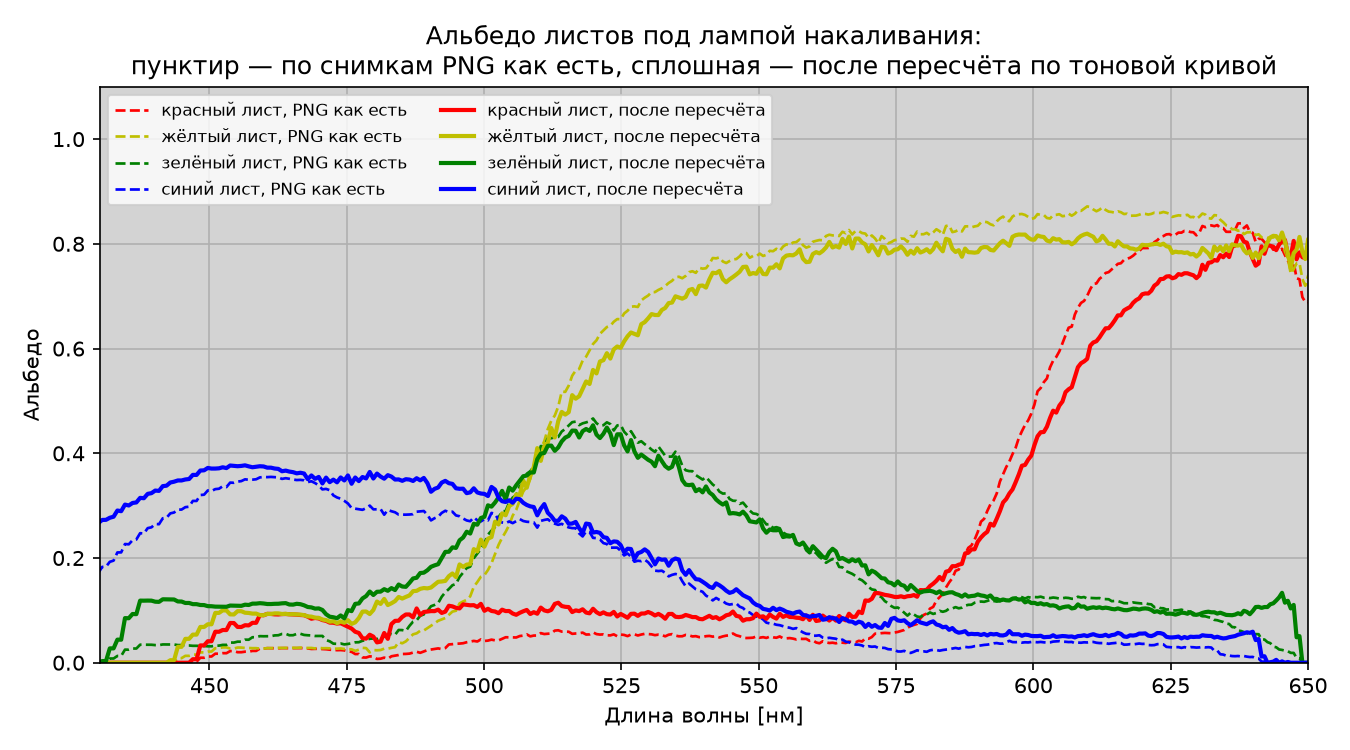 Альбедо листов под лампой накаливания:
пунктир — по снимкам PNG как есть, сплошная — после пересчёта по тоновой кривой
красный лист, PNG как есть
жёлтый лист, PNG как есть
зелёный лист, PNG как есть
синий лист, PNG как есть
красный лист, после пересчёта
жёлтый лист, после пересчёта
зелёный лист, после пересчёта
синий лист, после пересчёта
Альбедо
1.0
0.8
0.6
0.4
0.2
0.0
450 475 500 525 550 575 600 625 650
Длина волны [нм]